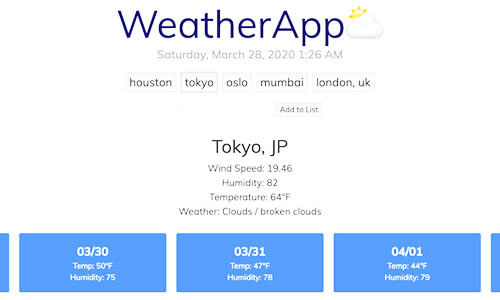 WeatherApp
Saturday, March 28, 2020 1:26 AM
houston tokyo oslo mumbai london, uk
Add to List
Tokyo, JP
Wind Speed: 19.46
Humidity: 82
Temperature: 64°F
Weather: Clouds / broken clouds
03/30 03/31 04/01
Temp: 50°F Temp: 47°F Temp: 44°F
Humidity: 75 Humidity: 78 Humidity: 79